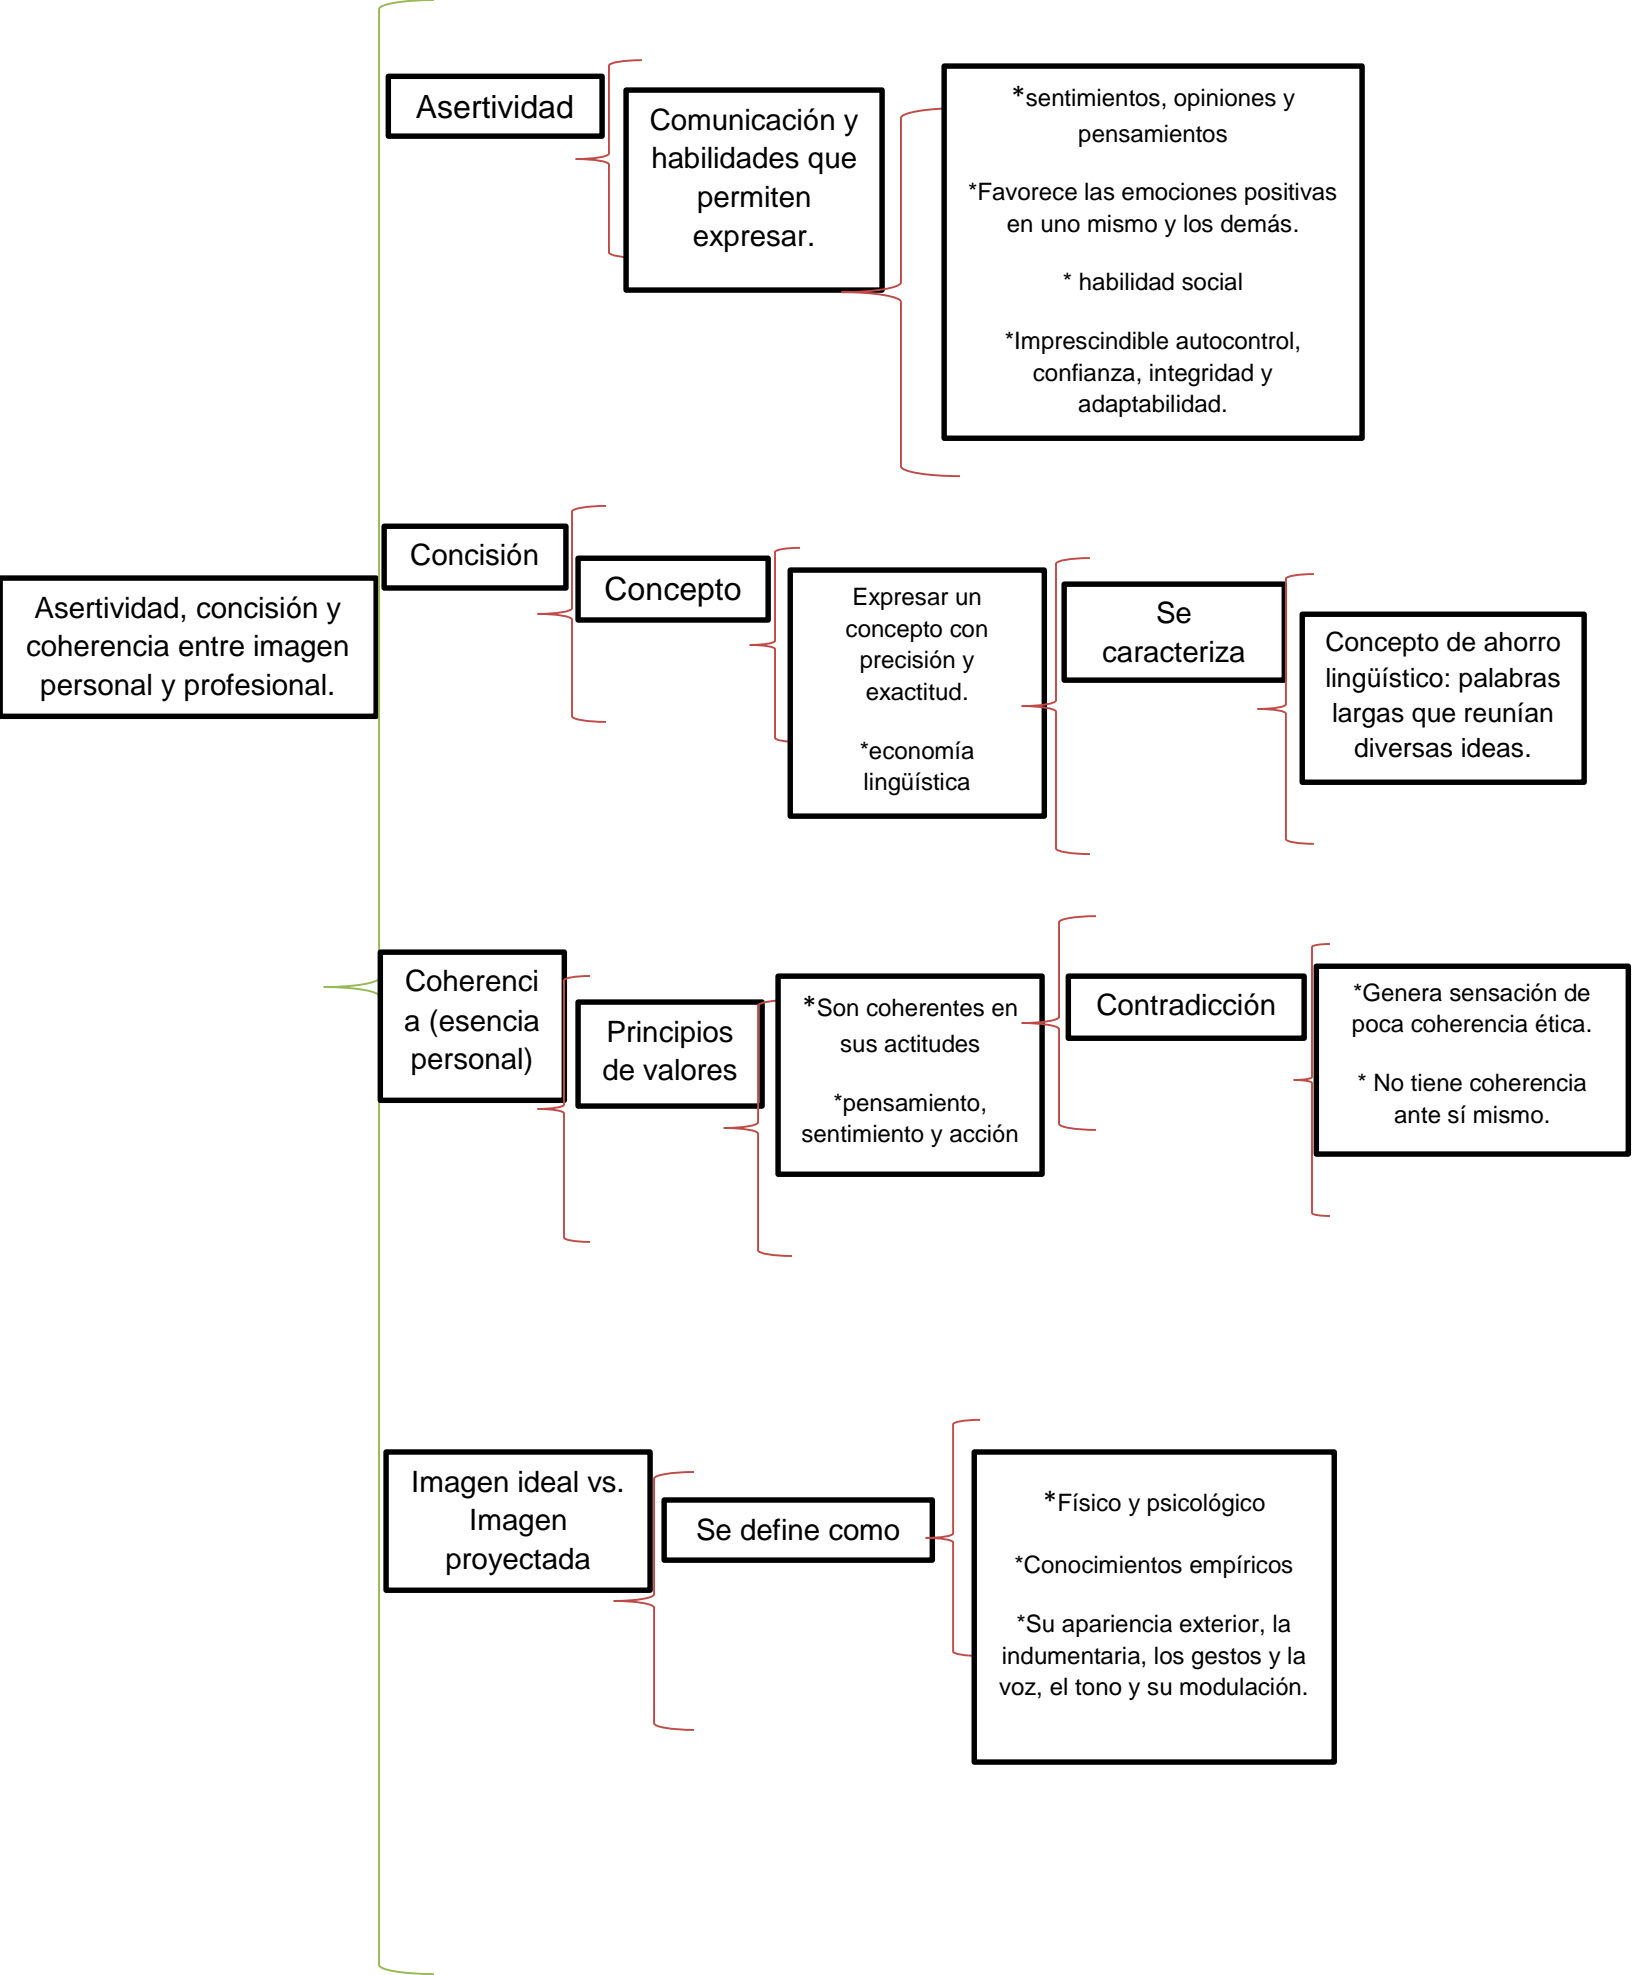 Asertividad, concisión y
coherencia entre imagen
personal y profesional.
Asertividad
Comunicación y
habilidades que
permiten
expresar.
*sentimientos, opiniones y
pensamientos
*Favorece las emociones positivas
en uno mismo y los demás.
* habilidad social
*Imprescindible autocontrol,
confianza, integridad y
adaptabilidad.
Concisión
Concepto
Expresar un
concepto con
precisión y
exactitud.
*economía
lingüística
Se
caracteriza
Concepto de ahorro
lingüístico: palabras
largas que reunían
diversas ideas.
Coherenci
a (esencia
personal)
Principios
de valores
*Son coherentes en
sus actitudes
*pensamiento,
sentimiento y acción
Contradicción
*Genera sensación de
poca coherencia ética.
* No tiene coherencia
ante sí mismo.
Imagen ideal vs.
Imagen
proyectada
Se define como
*Físico y psicológico
*Conocimientos empíricos
*Su apariencia exterior, la
indumentaria, los gestos y la
voz, el tono y su modulación.